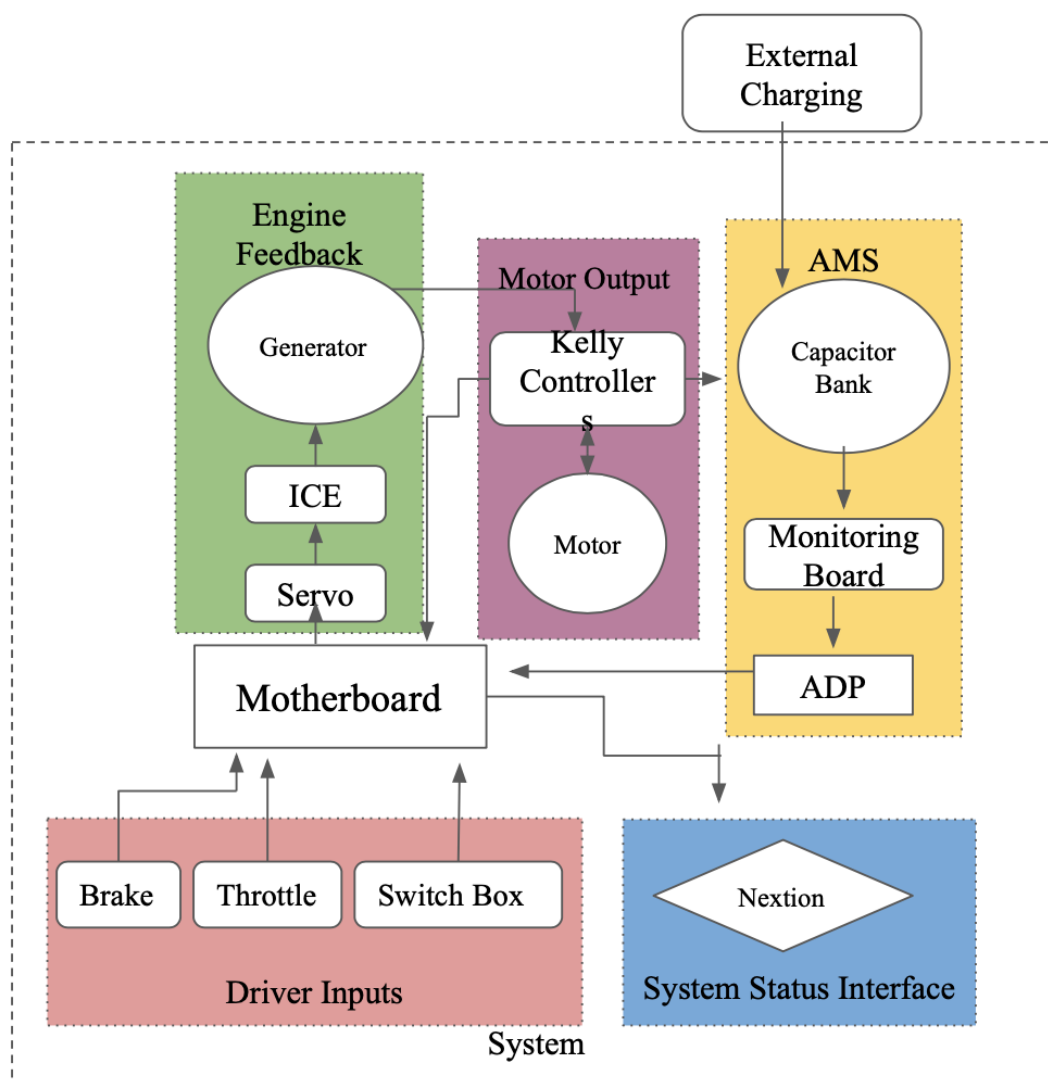 External
Charging
Engine
Feedback
Generator
ICE
Servo
Motor Output
Kelly
Controller
s
Motor
AMS
Capacitor
Bank
Monitoring
Board
ADP
Motherboard
Brake
Throttle
Switch Box
Driver Inputs
Nextion
System Status Interface
System